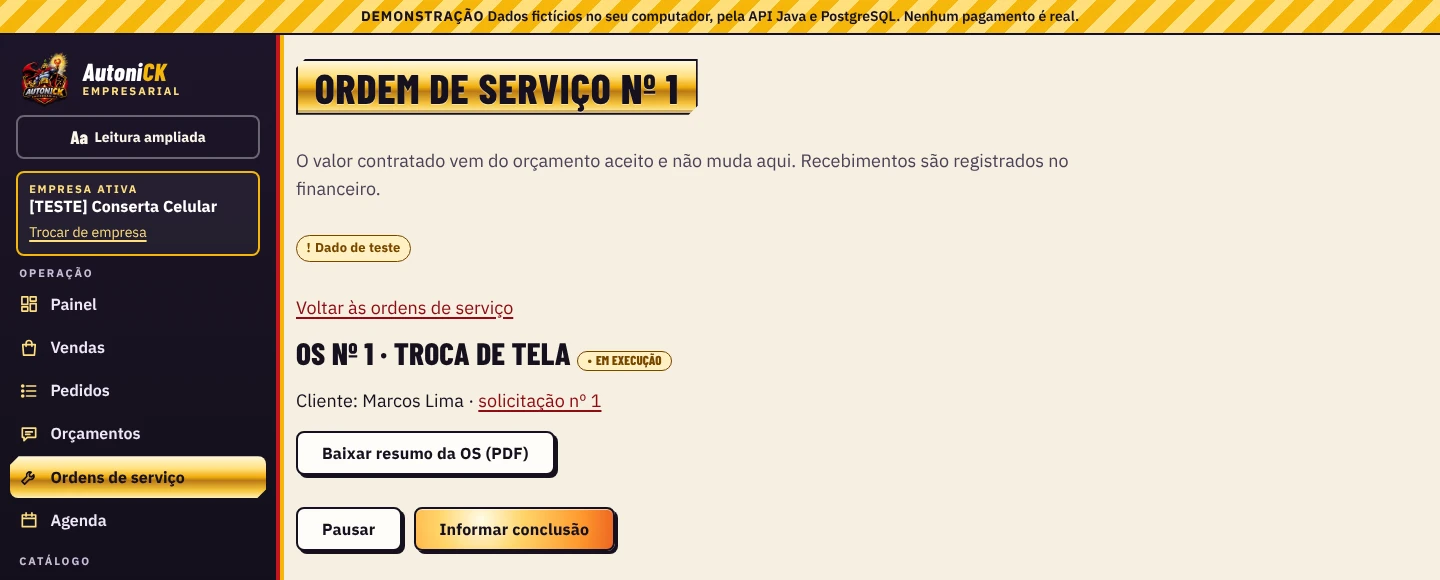 DEMONSTRAÇÃO Dados fictícios no seu computador, pela API Java e PostgreSQL. Nenhum pagamento é real.
AUTONICK
AutoniCK
EMPRESARIAL
Aa Leitura ampliada
EMPRESA ATIVA
[TESTE] Conserta Celular
Trocar de empresa
OPERAÇÃO
Painel
Vendas
Pedidos
Orçamentos
Ordens de serviço
Agenda
CATÁLOGO
ORDEM DE SERVIÇO Nº 1
O valor contratado vem do orçamento aceito e não muda aqui. Recebimentos são registrados no
financeiro.
! Dado de teste
Voltar às ordens de serviço
OS Nº 1 · TROCA DE TELA • EM EXECUÇÃO
Cliente: Marcos Lima · solicitação nº 1
Baixar resumo da OS (PDF)
Pausar
Informar conclusão